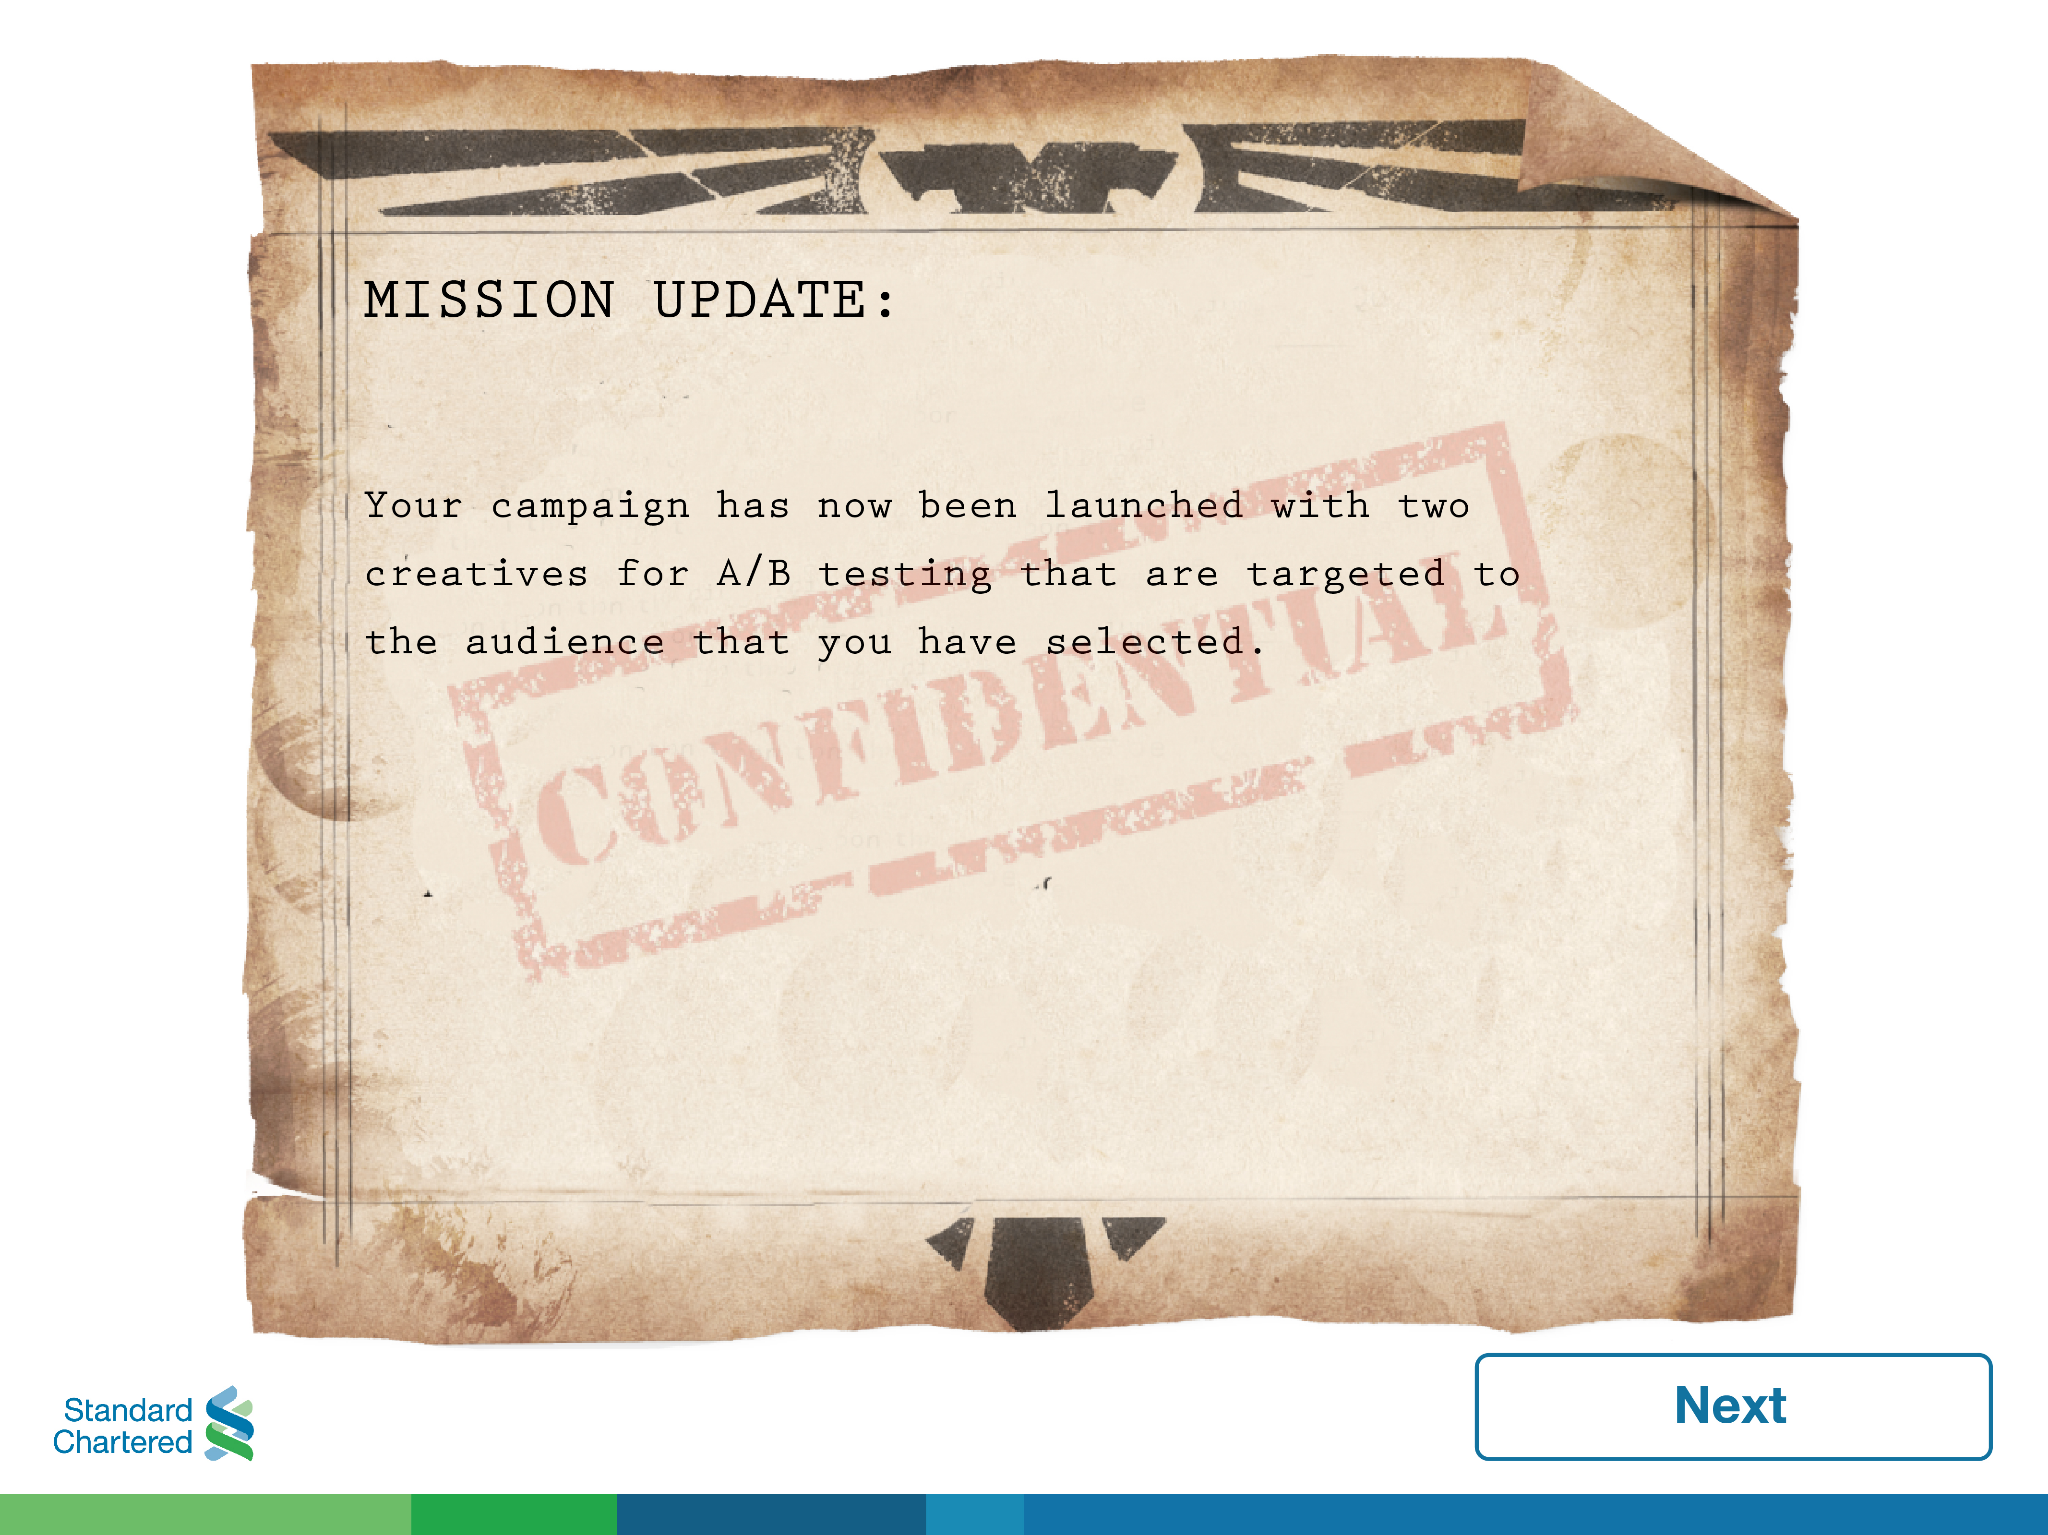 MISSION UPDATE:
Your campaign has now been launched with two
creatives for A/B testing that are targeted to
the audience that you have selected.
CONFIDENTIAL
Standard
Chartered
Next